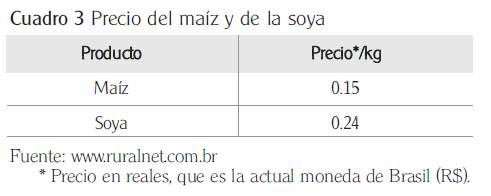 Cuadro 3 Precio del maíz y de la soya
Producto Precio*/kg
Maíz 0.15
Soya 0.24
Fuente: www.ruralnet.com.br
* Precio en reales, que es la actual moneda de Brasil (R$).